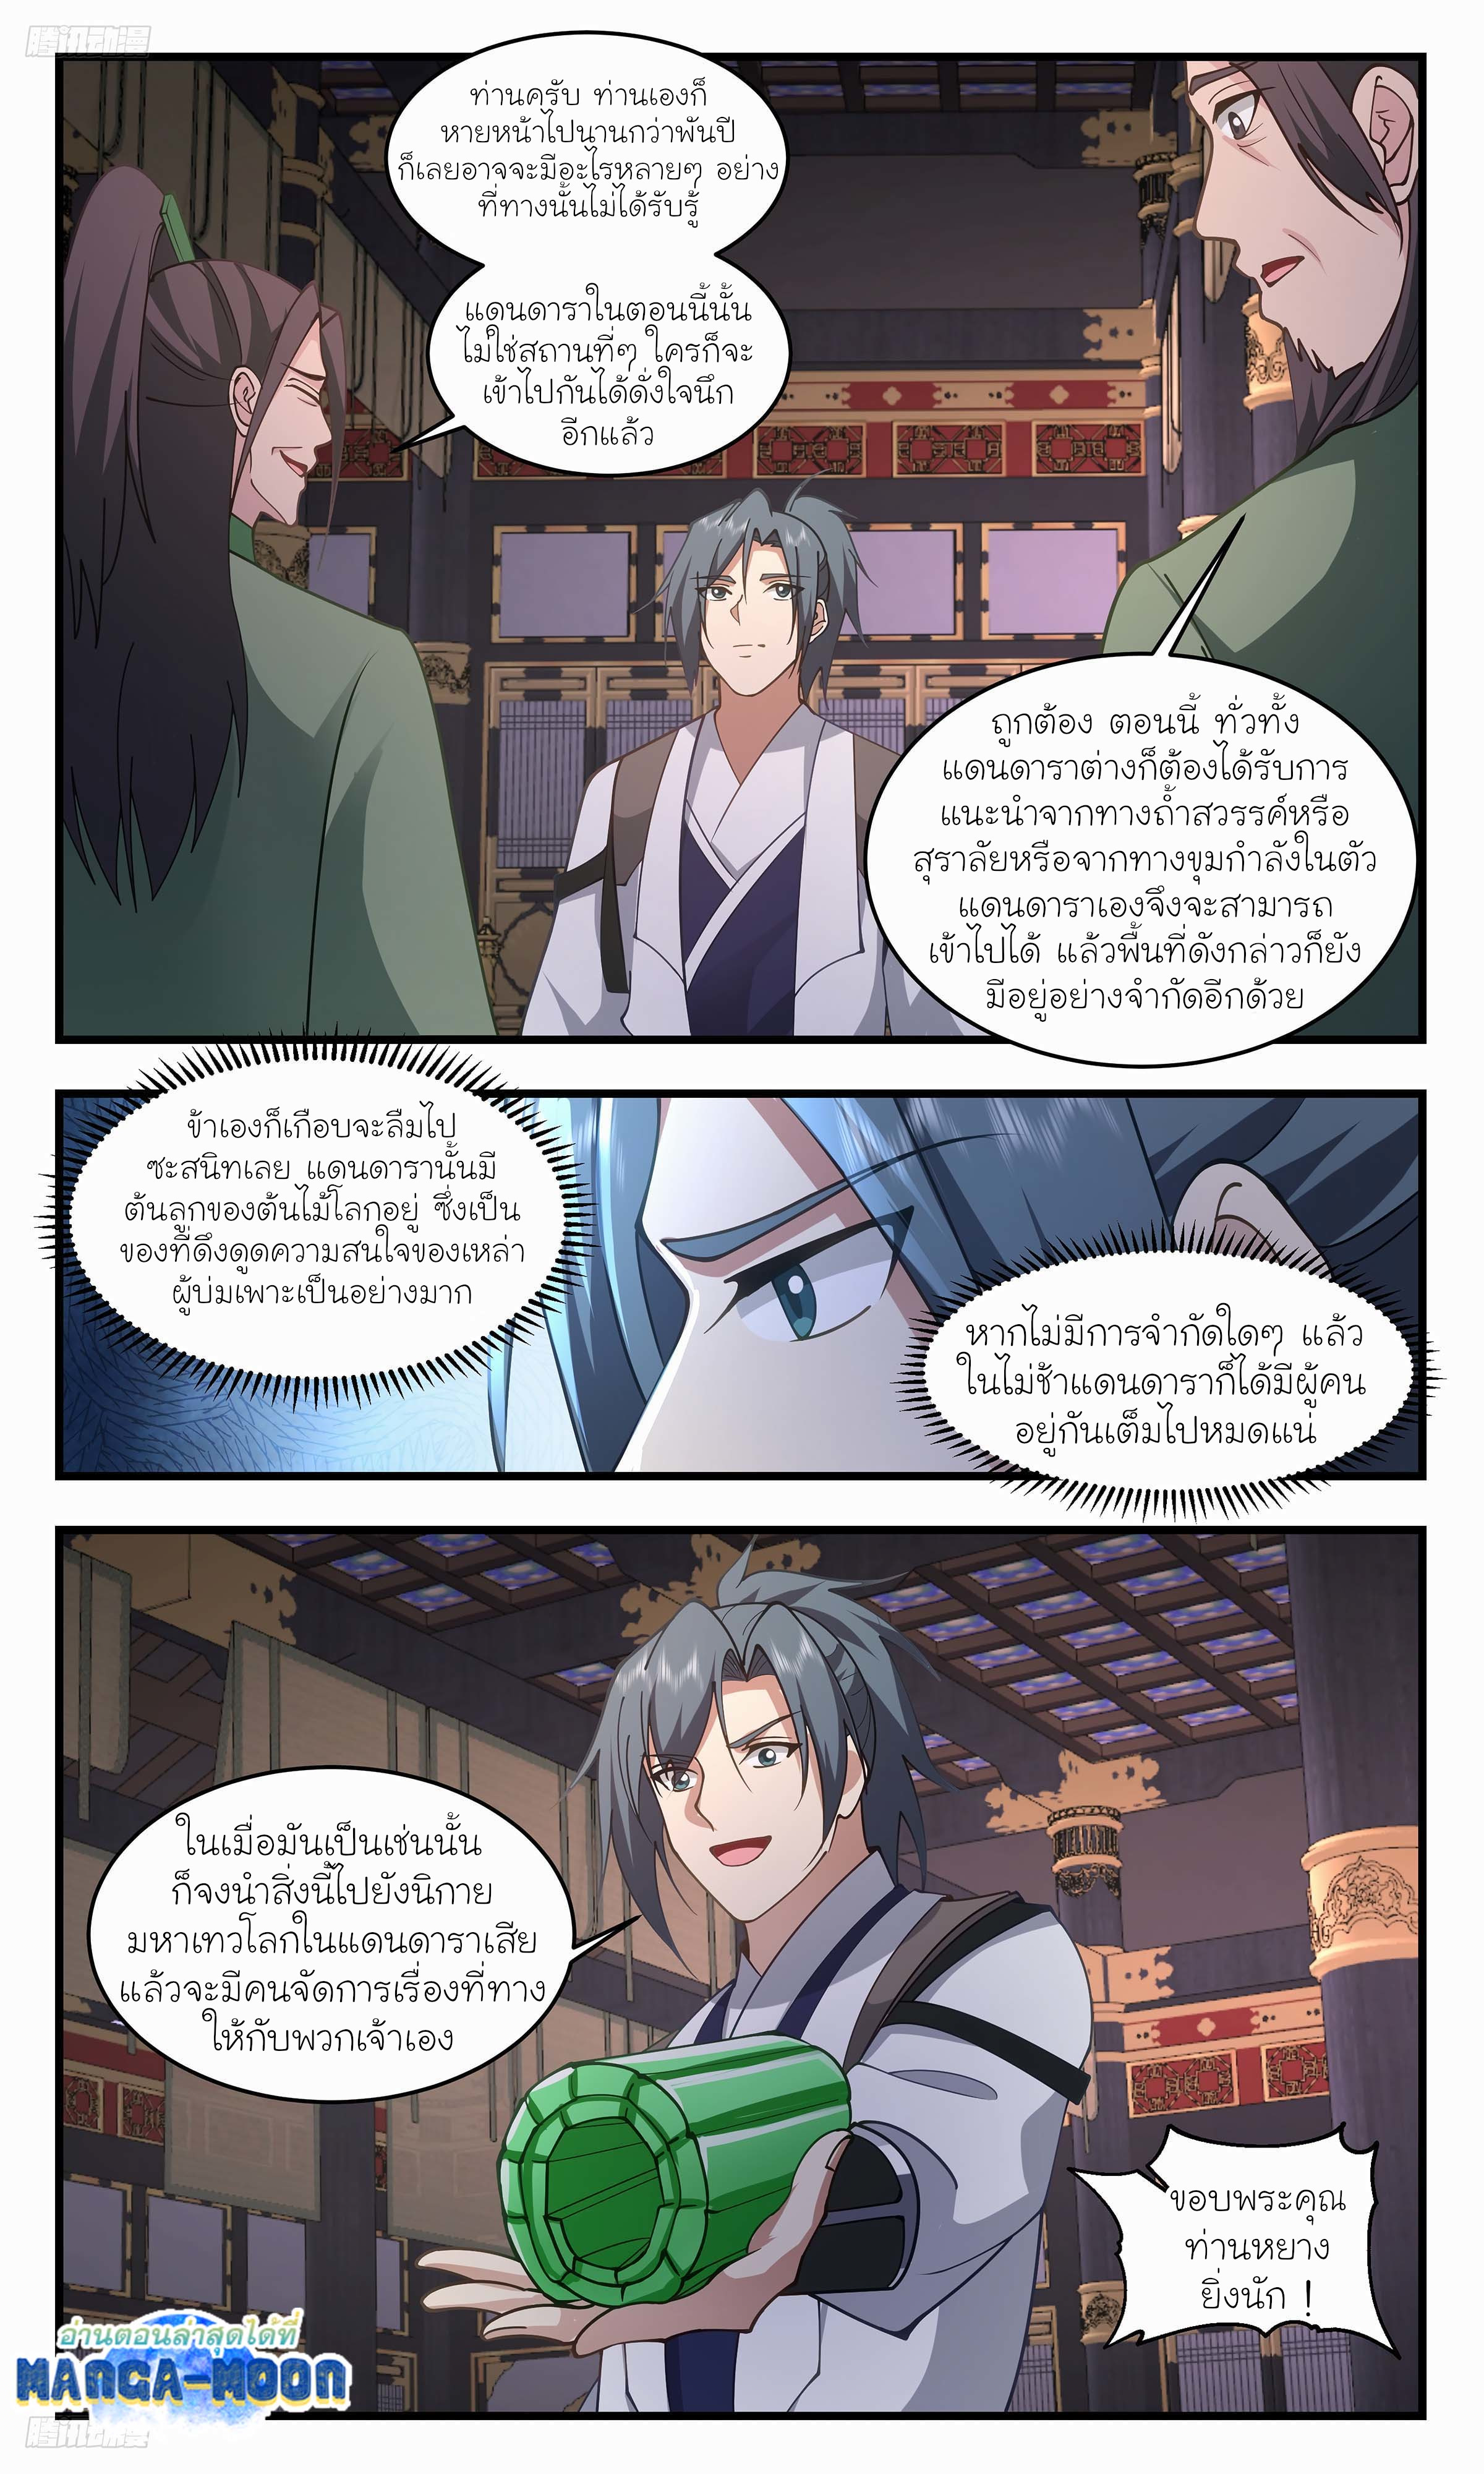 腾讯动漫
ท่านครับ ท่านเองก็
หายหน้าไปนานกว่าพันปี
ก็เลยอาจจะมีอะไรหลายๆ อย่าง
ที่ทางนั้นไม่ได้รับรู้
แดนดาราในตอนนี้นั้น
ไม่ใช่สถานที่ๆ ใครก็จะ
เข้าไปกันได้ดั่งใจนึก
อีกแล้ว
ถูกต้อง ตอนนี้ ทั่วทั้ง
แดนดาราต่างก็ต้องได้รับการ
แนะนำจากทางถ้ำสวรรค์หรือ
สุราลัยหรือจากทางขุมกำลังในตัว
แดนดาราเองจึงจะสามารถ
เข้าไปได้ แล้วพื้นที่ดังกล่าวก็ยัง
มีอยู่อย่างจำกัดอีกด้วย
ข้าเองก็เกือบจะลืมไป
ซะสนิทเลย แดนดารานั้นมี
ต้นลูกของต้นไม้โลกอยู่ ซึ่งเป็น
ของที่ดึงดูดความสนใจของเหล่า
ผู้บ่มเพาะเป็นอย่างมาก
หากไม่มีการจำกัดใดๆ แล้ว
ในไม่ช้าแดนดาราก็ได้มีผู้คน
อยู่กันเต็มไปหมดแน่
ในเมื่อมันเป็นเช่นนั้น
ก็จงนำสิ่งนี้ไปยังนิกาย
มหาเทวโลกในแดนดาราเสีย
แล้วจะมีคนจัดการเรื่องที่ทาง
ให้กับพวกเจ้าเอง
ขอบพระคุณ
ท่านหยาง
ยิ่งนัก !
อ่านตอนล่าสุดได้ที่
MANGA-MOON
腾讯动漫